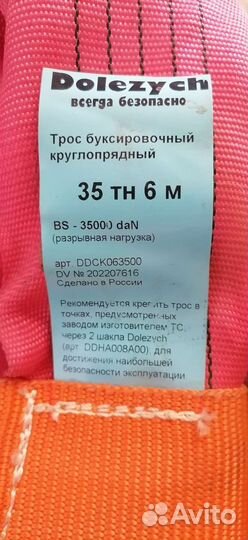 Dolezych
всегда безопасно
Трос буксировочный
круглопрядный
35 тн 6 м
BS - 35000 daN
(разрывная нагрузка)
арт. DDCK063500
DV № 202207616
Сделано в России
Рекомендуется крепить трос в
точках, предусмотренных
заводом изготовителем ТС,
через 2 шакла Dolezych
(арт. DDHA008A00), для
достижения наибольшей
безопасности эксплуатации
Avito